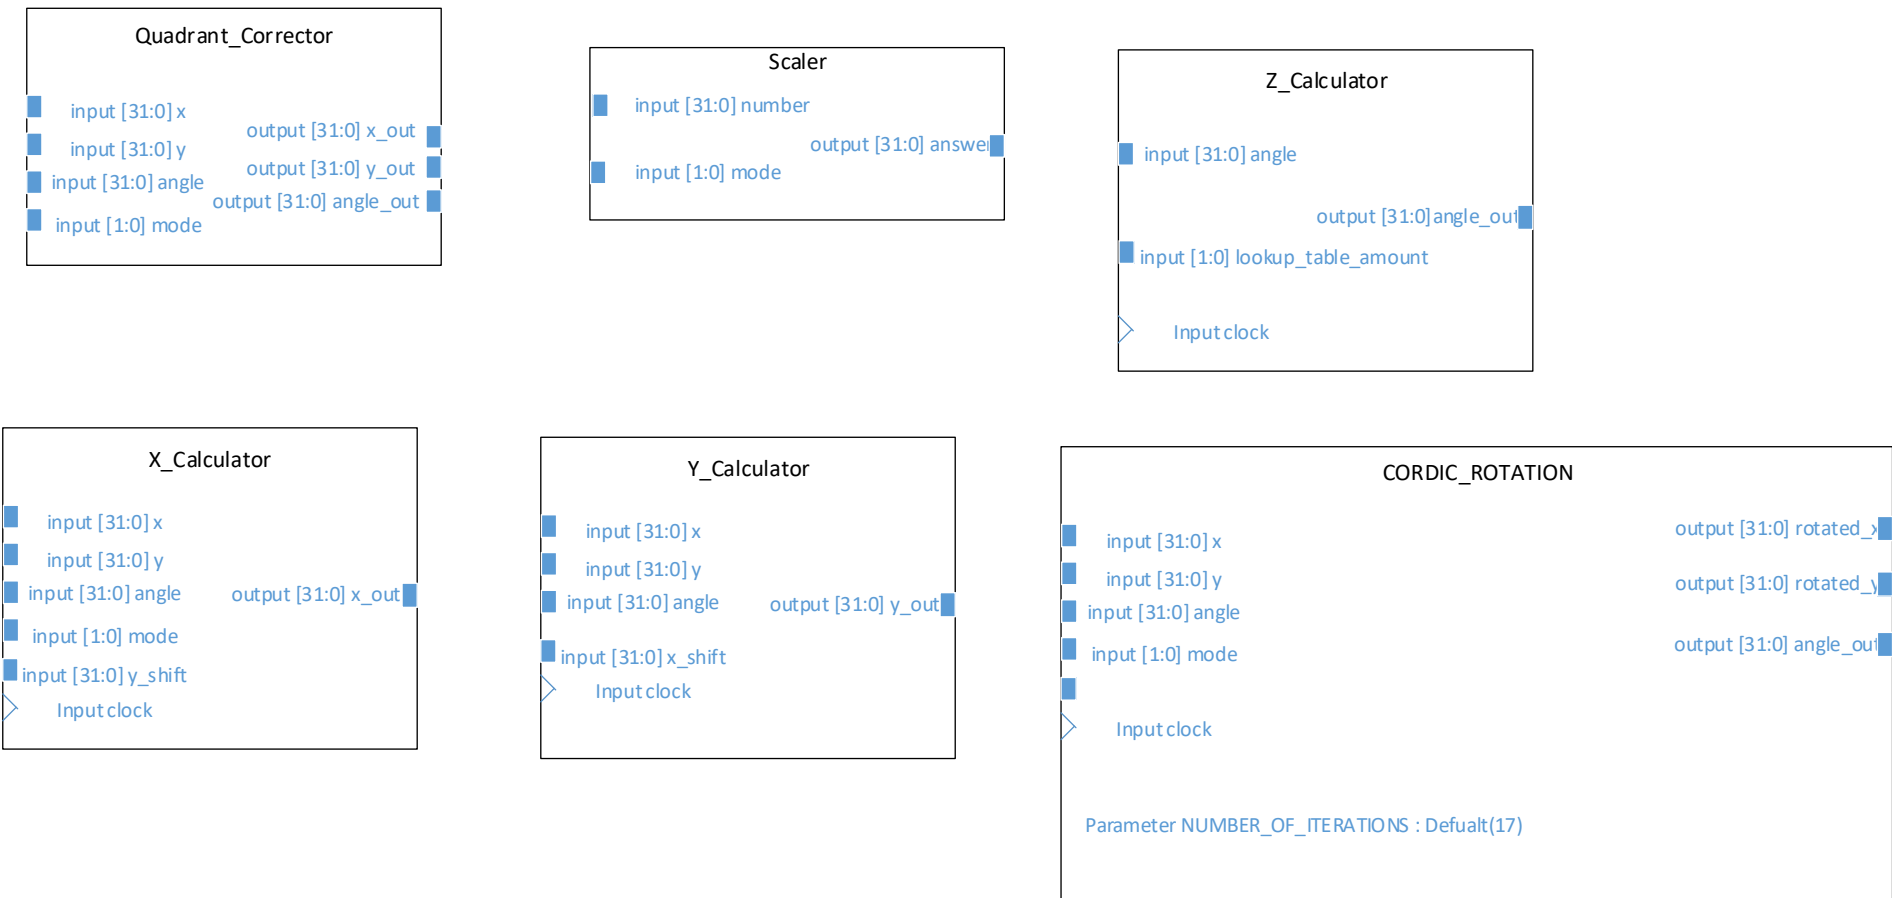 Quadrant_Corrector
input [31:0] x
input [31:0] y
input [31:0] angle
input [1:0] mode
output [31:0] x_out
output [31:0] y_out
output [31:0] angle_out
Scaler
input [31:0] number
input [1:0] mode
output [31:0] answer
Z_Calculator
input [31:0] angle
output [31:0] angle_out
input [1:0] lookup_table_amount
Input clock
X_Calculator
input [31:0] x
input [31:0] y
input [31:0] angle
input [1:0] mode
input [31:0] y_shift
Input clock
output [31:0] x_out
Y_Calculator
input [31:0] x
input [31:0] y
input [31:0] angle
input [31:0] x_shift
Input clock
output [31:0] y_out
CORDIC_ROTATION
input [31:0] x
input [31:0] y
input [31:0] angle
input [1:0] mode
Input clock
output [31:0] rotated_x
output [31:0] rotated_y
output [31:0] angle_out
Parameter NUMBER_OF_ITERATIONS : Defualt(17)